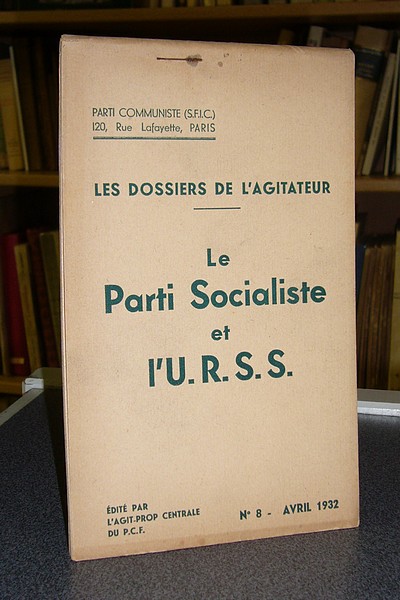 PARTI COMMUNISTE (S.F.I.C.)
120, Rue Lafayette, PARIS
LES DOSSIERS DE L'AGITATEUR
Le
Parti Socialiste
et
l'U.R.S.S.
ÉDITÉ PAR
L'AGIT-PROP CENTRALE
DU P.C.F.
N° 8 - AVRIL 1932